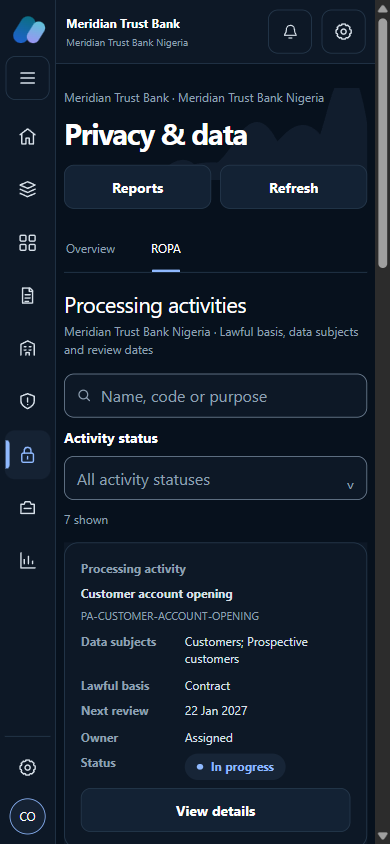 Meridian Trust Bank
Meridian Trust Bank Nigeria
Meridian Trust Bank · Meridian Trust Bank Nigeria
Privacy & data
Reports
Refresh
Overview
ROPA
Processing activities
Meridian Trust Bank Nigeria · Lawful basis, data subjects
and review dates
Name, code or purpose
Activity status
All activity statuses
v
7 shown
Processing activity
Customer account opening
PA-CUSTOMER-ACCOUNT-OPENING
Data subjects
Customers; Prospective
customers
Lawful basis
Contract
Next review
22 Jan 2027
Owner
Assigned
Status
In progress
View details
CO